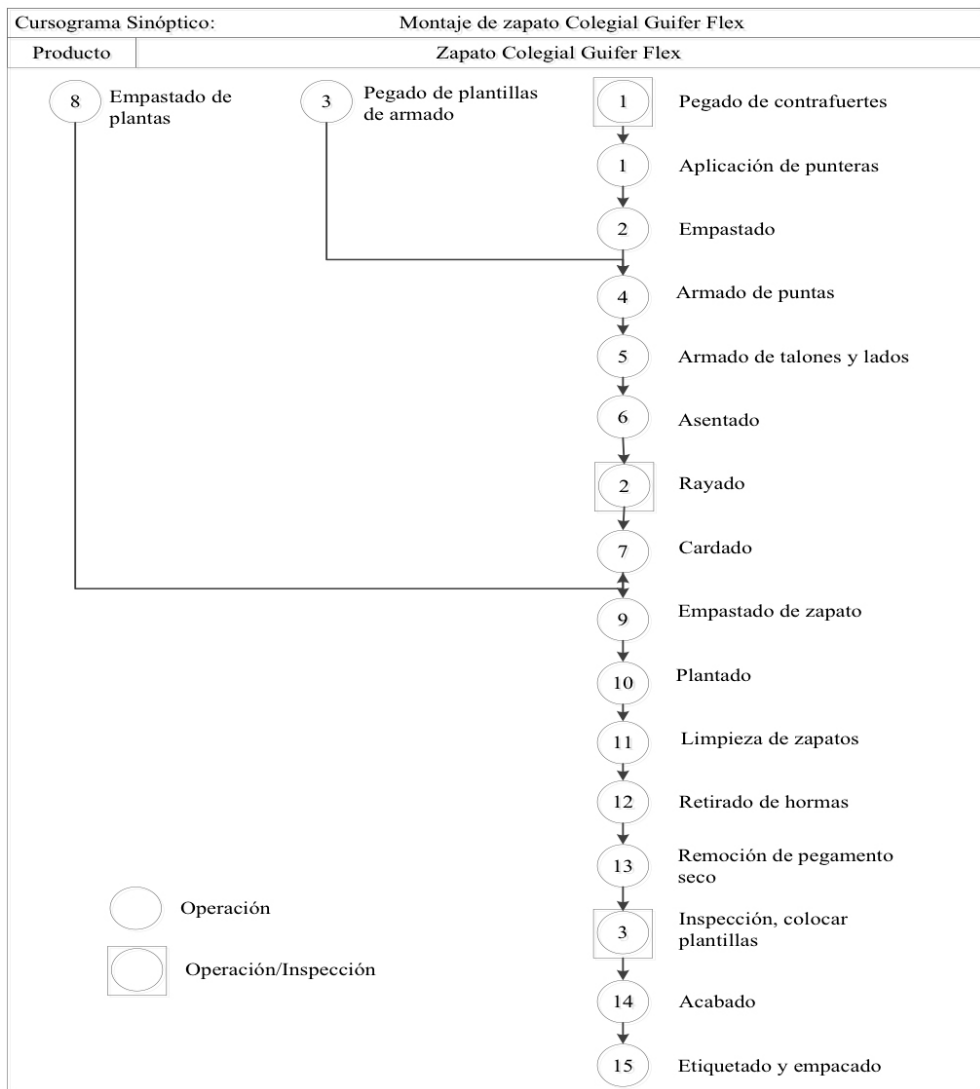 Cursograma Sinóptico: Montaje de zapato Colegial Guifer Flex
Producto Zapato Colegial Guifer Flex
8 Empastado de
plantas
3 Pegado de plantillas
de armado
1 Pegado de contrafuertes
1 Aplicación de punteras
2 Empastado
4 Armado de puntas
5 Armado de talones y lados
6 Asentado
2 Rayado
7 Cardado
9 Empastado de zapato
10 Plantado
11 Limpieza de zapatos
12 Retirado de hormas
13 Remoción de pegamento
seco
3 Inspección, colocar
plantillas
14 Acabado
15 Etiquetado y empacado
Operación
Operación/Inspección